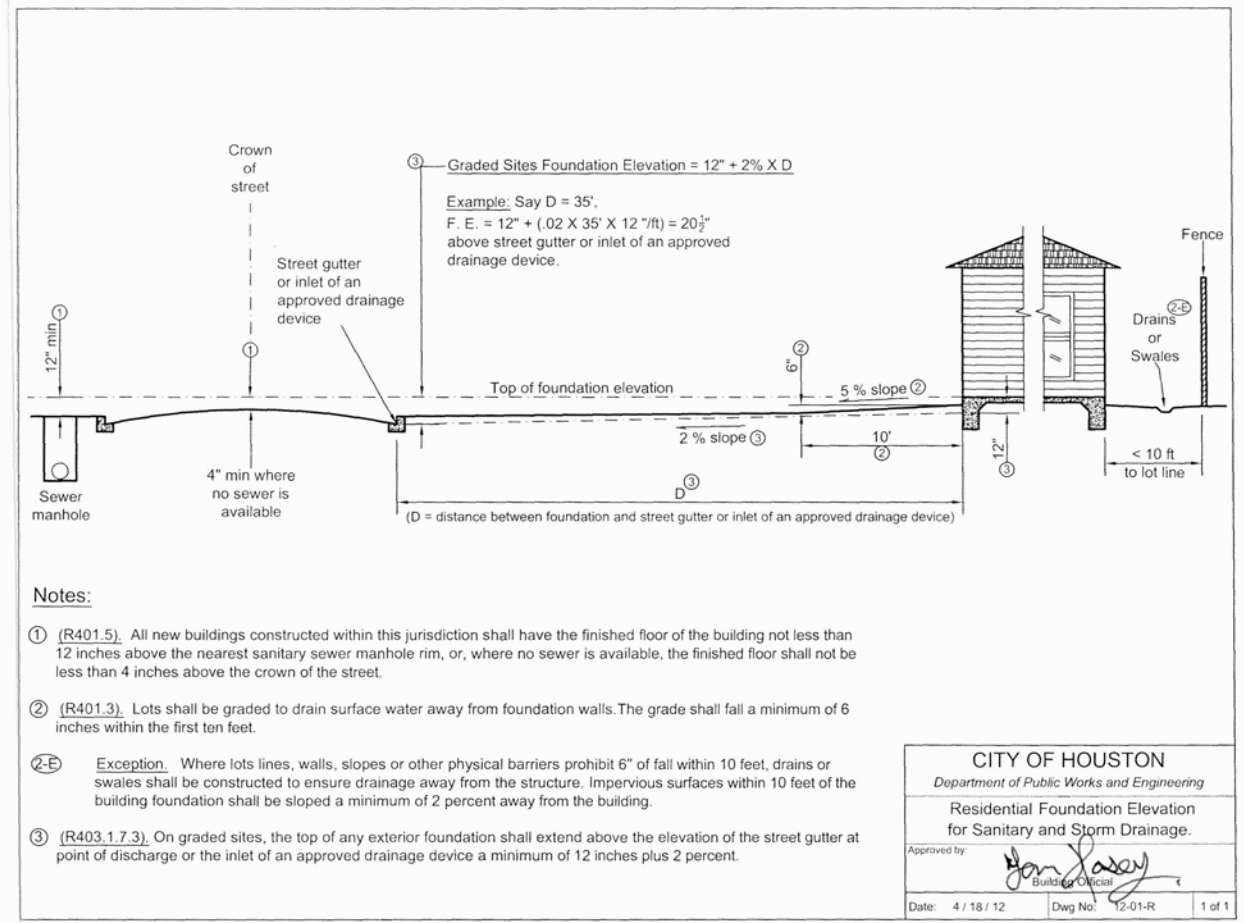 Crown
of
street
③ Graded Sites Foundation Elevation = 12" + 2% X D
Example: Say D = 35',
F. E. = 12" + (.02 X 35' X 12 "/ft) = 20½"
above street gutter or inlet of an approved
drainage device.
Street gutter
or inlet of an
approved drainage
device
12" min ①
①
6" ②
Fence
Drains 2-E
or
Swales
Top of foundation elevation
5 % slope ②
2 % slope ③
10'
②
12"
③
< 10 ft
to lot line
Sewer
manhole
4" min where
no sewer is
available
D③
(D = distance between foundation and street gutter or inlet of an approved drainage device)
Notes:
① (R401.5). All new buildings constructed within this jurisdiction shall have the finished floor of the building not less than
12 inches above the nearest sanitary sewer manhole rim, or, where no sewer is available, the finished floor shall not be
less than 4 inches above the crown of the street.
② (R401.3). Lots shall be graded to drain surface water away from foundation walls.The grade shall fall a minimum of 6
inches within the first ten feet.
2-E Exception. Where lots lines, walls, slopes or other physical barriers prohibit 6" of fall within 10 feet, drains or
swales shall be constructed to ensure drainage away from the structure. Impervious surfaces within 10 feet of the
building foundation shall be sloped a minimum of 2 percent away from the building.
③ (R403.1.7.3). On graded sites, the top of any exterior foundation shall extend above the elevation of the street gutter at
point of discharge or the inlet of an approved drainage device a minimum of 12 inches plus 2 percent.
CITY OF HOUSTON
Department of Public Works and Engineering
Residential Foundation Elevation
for Sanitary and Storm Drainage.
Approved by:
Building Official
Date: 4 / 18 / 12 Dwg No: 12-01-R 1 of 1